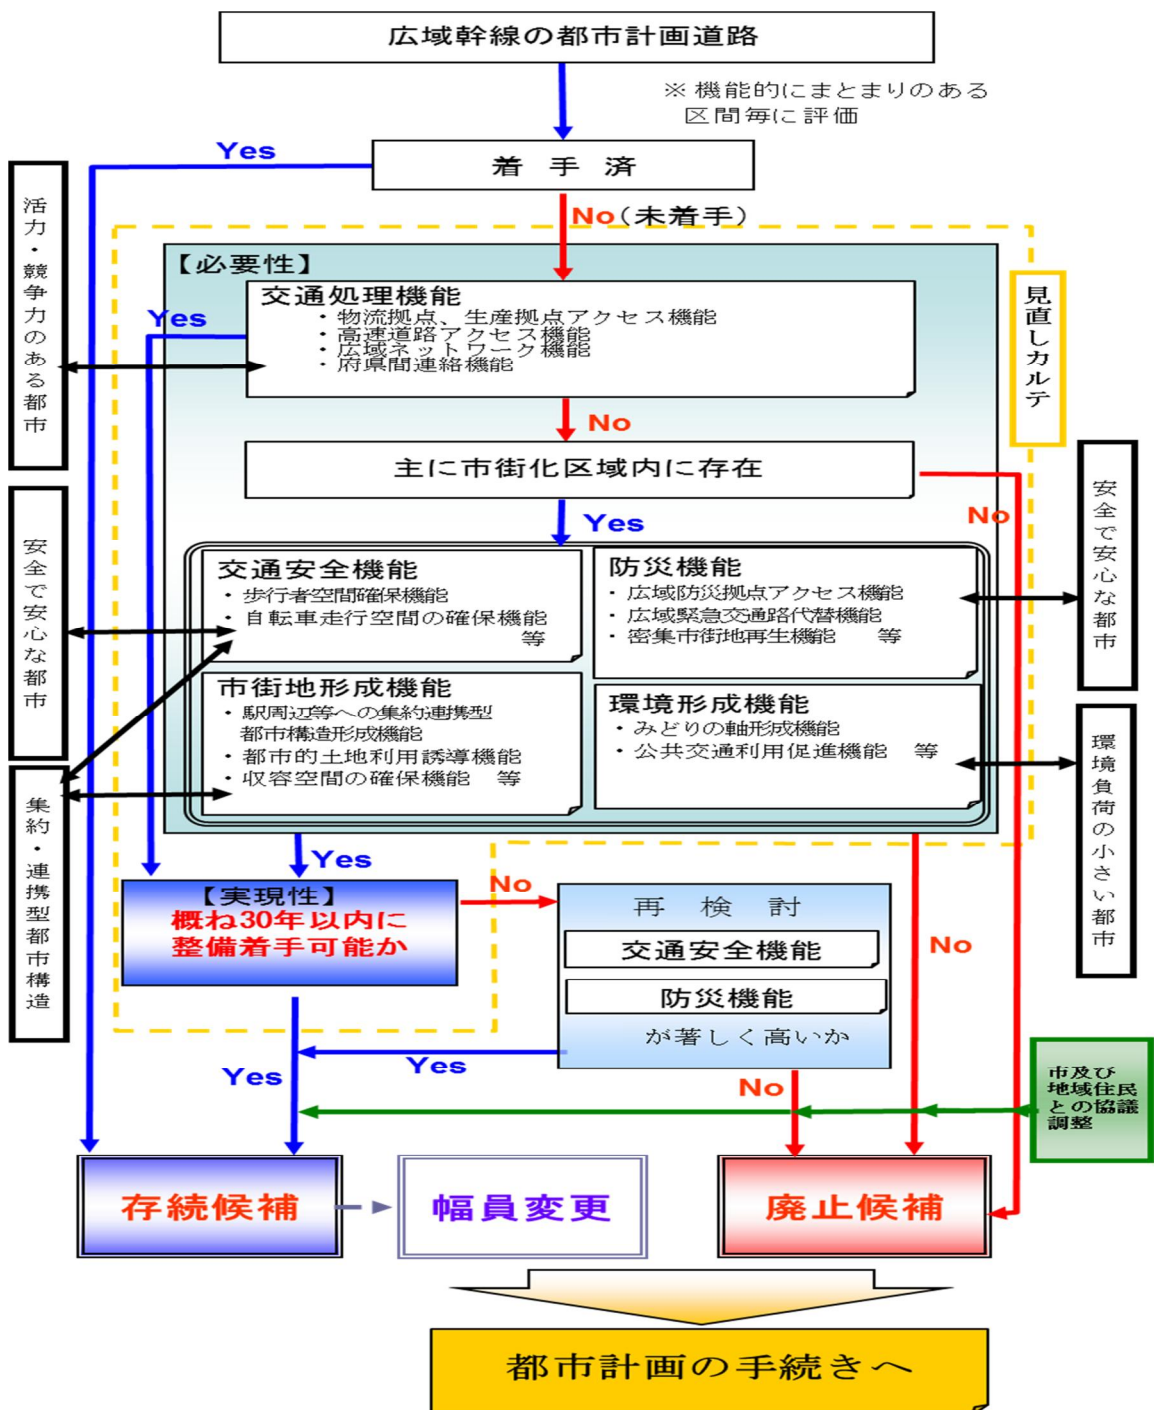 広域幹線の都市計画道路
※機能的にまとまりのある
区間毎に評価
Yes
着手済
No(未着手)
活力・競争力のある都市
【必要性】
見直しカルテ
交通処理機能
・物流拠点、生産拠点アクセス機能
・高速道路アクセス機能
・広域ネットワーク機能
・府県間連絡機能
Yes
No
主に市街化区域内に存在
No
Yes
安全で安心な都市
安全で安心な都市
交通安全機能
・歩行者空間確保機能
・自転車走行空間の確保機能
等
防災機能
・広域防災拠点アクセス機能
・広域緊急交通路代替機能
・密集市街地再生機能 等
市街地形成機能
・駅周辺等への集約連携型
都市構造形成機能
・都市的土地利用誘導機能
・収容空間の確保機能 等
環境形成機能
・みどりの軸形成機能
・公共交通利用促進機能 等
集約・連携型都市構造
環境負荷の小さい都市
Yes
【実現性】
概ね30年以内に
整備着手可能か
No
再検討
交通安全機能
防災機能
が著しく高いか
No
Yes
Yes
No
市及び
地域住民
との協議
調整
存続候補
幅員変更
廃止候補
都市計画の手続きへ